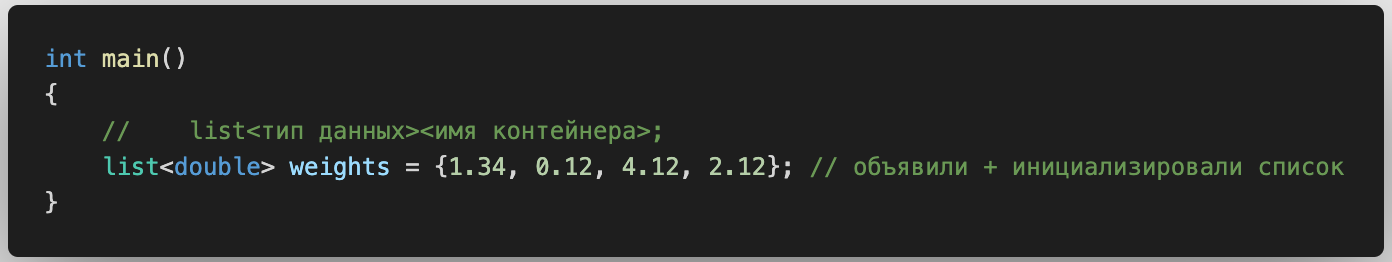 int main()
{
//    list<тип данных><имя контейнера>;
list<double> weights = {1.34, 0.12, 4.12, 2.12}; // объявили + инициализировали список
}